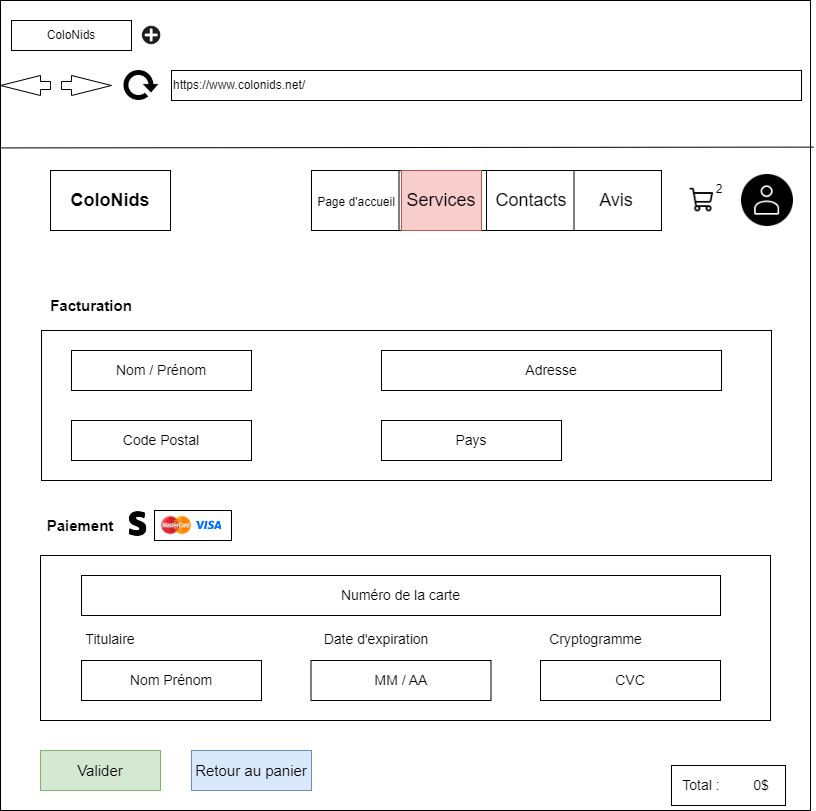 ColoNids
https://www.colonids.net/
ColoNids
Page d'accueil Services Contacts Avis 2
Facturation
Nom / Prénom Adresse
Code Postal Pays
Paiement S MasterCard VISA
Numéro de la carte
Titulaire Date d'expiration Cryptogramme
Nom Prénom MM / AA CVC
Valider Retour au panier
Total : 0$